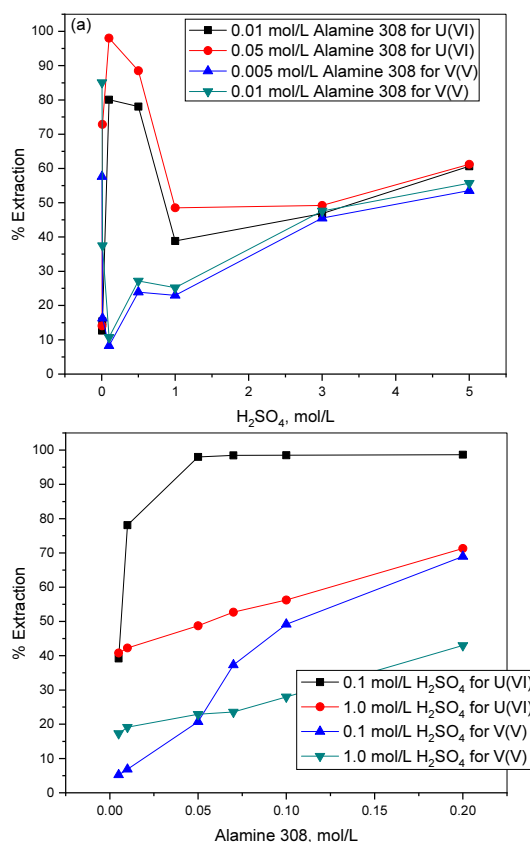 (a)
0.01 mol/L Alamine 308 for U(VI)
0.05 mol/L Alamine 308 for U(VI)
0.005 mol/L Alamine 308 for V(V)
0.01 mol/L Alamine 308 for V(V)
100
90
80
70
60
50
40
30
20
10
0
% Extraction
0 1 2 3 4 5
H₂SO₄, mol/L
100
90
80
70
60
50
40
30
20
10
0
% Extraction
0.1 mol/L H₂SO₄ for U(VI)
1.0 mol/L H₂SO₄ for U(VI)
0.1 mol/L H₂SO₄ for V(V)
1.0 mol/L H₂SO₄ for V(V)
0.00 0.05 0.10 0.15 0.20
Alamine 308, mol/L